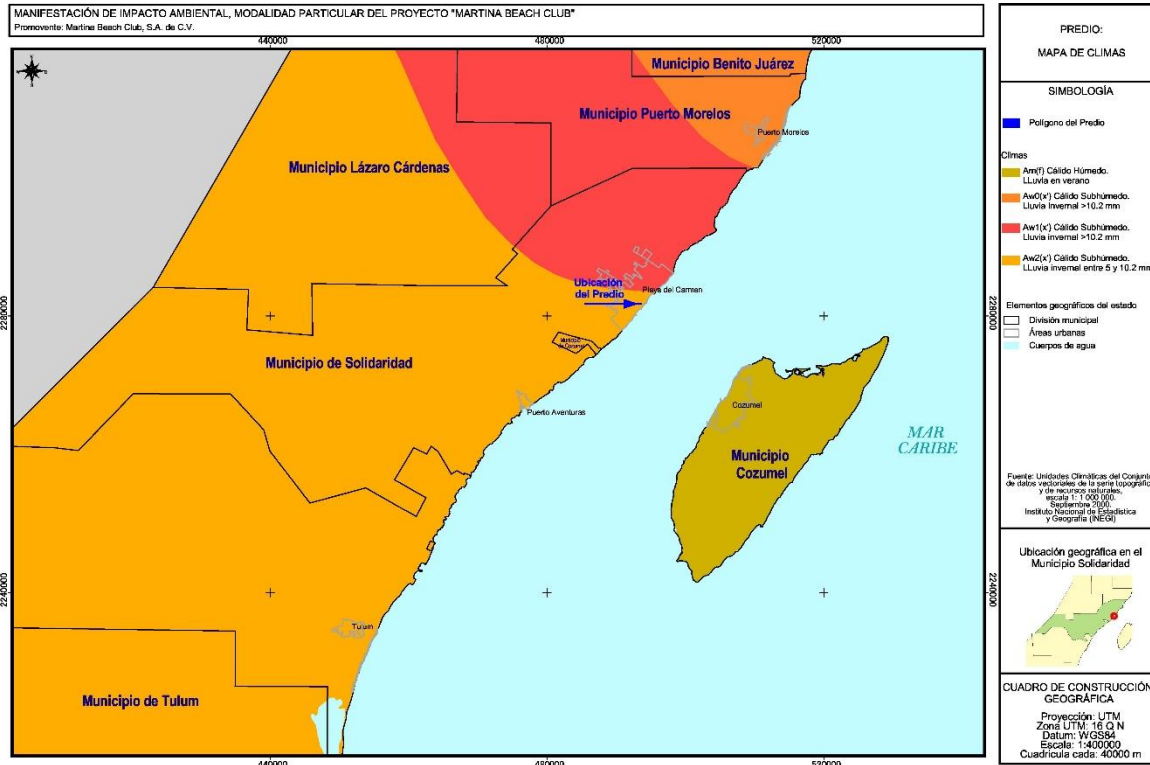 MANIFESTACIÓN DE IMPACTO AMBIENTAL, MODALIDAD PARTICULAR DEL PROYECTO "MARTINA BEACH CLUB"
Promovente: Martina Beach Club, S.A. de C.V.
440000
480000
520000
Municipio Benito Juárez
Municipio Puerto Morelos
Puerto Morelos
Municipio Lázaro Cárdenas
Ubicación
del Predio
Playa del Carmen
2280000
2280000
Municipio de Solidaridad
Municipio
de Cozumel
Puerto Aventuras
Cozumel
Municipio
Cozumel
MAR
CARIBE
2240000
2240000
Tulum
Municipio de Tulum
440000
480000
520000
PREDIO:
MAPA DE CLIMAS
SIMBOLOGÍA
Polígono del Predio
Climas
Am(f) Cálido Húmedo.
LLuvia en verano
Aw0(x') Cálido Subhúmedo.
Lluvia Invernal >10.2 mm
Aw1(x') Cálido Subhúmedo.
Lluvia invernal >10.2 mm
Aw2(x') Cálido Subhúmedo.
LLuvia invernal entre 5 y 10.2 mm
Elementos geográficos del estado
División municipal
Áreas urbanas
Cuerpos de agua
Fuente: Unidades Climáticas del Conjunto
de datos vectoriales de la serie topográfica
y de recursos naturales,
escala 1: 1 000 000.
Septiembre 2000.
Instituto Nacional de Estadística
y Geografía (INEGI)
Ubicación geográfica en el
Municipio Solidaridad
CUADRO DE CONSTRUCCIÓN
GEOGRÁFICA
Proyección: UTM
Zona UTM: 16 Q N
Datum: WGS84
Escala: 1:400000
Cuadrícula cada: 40000 m